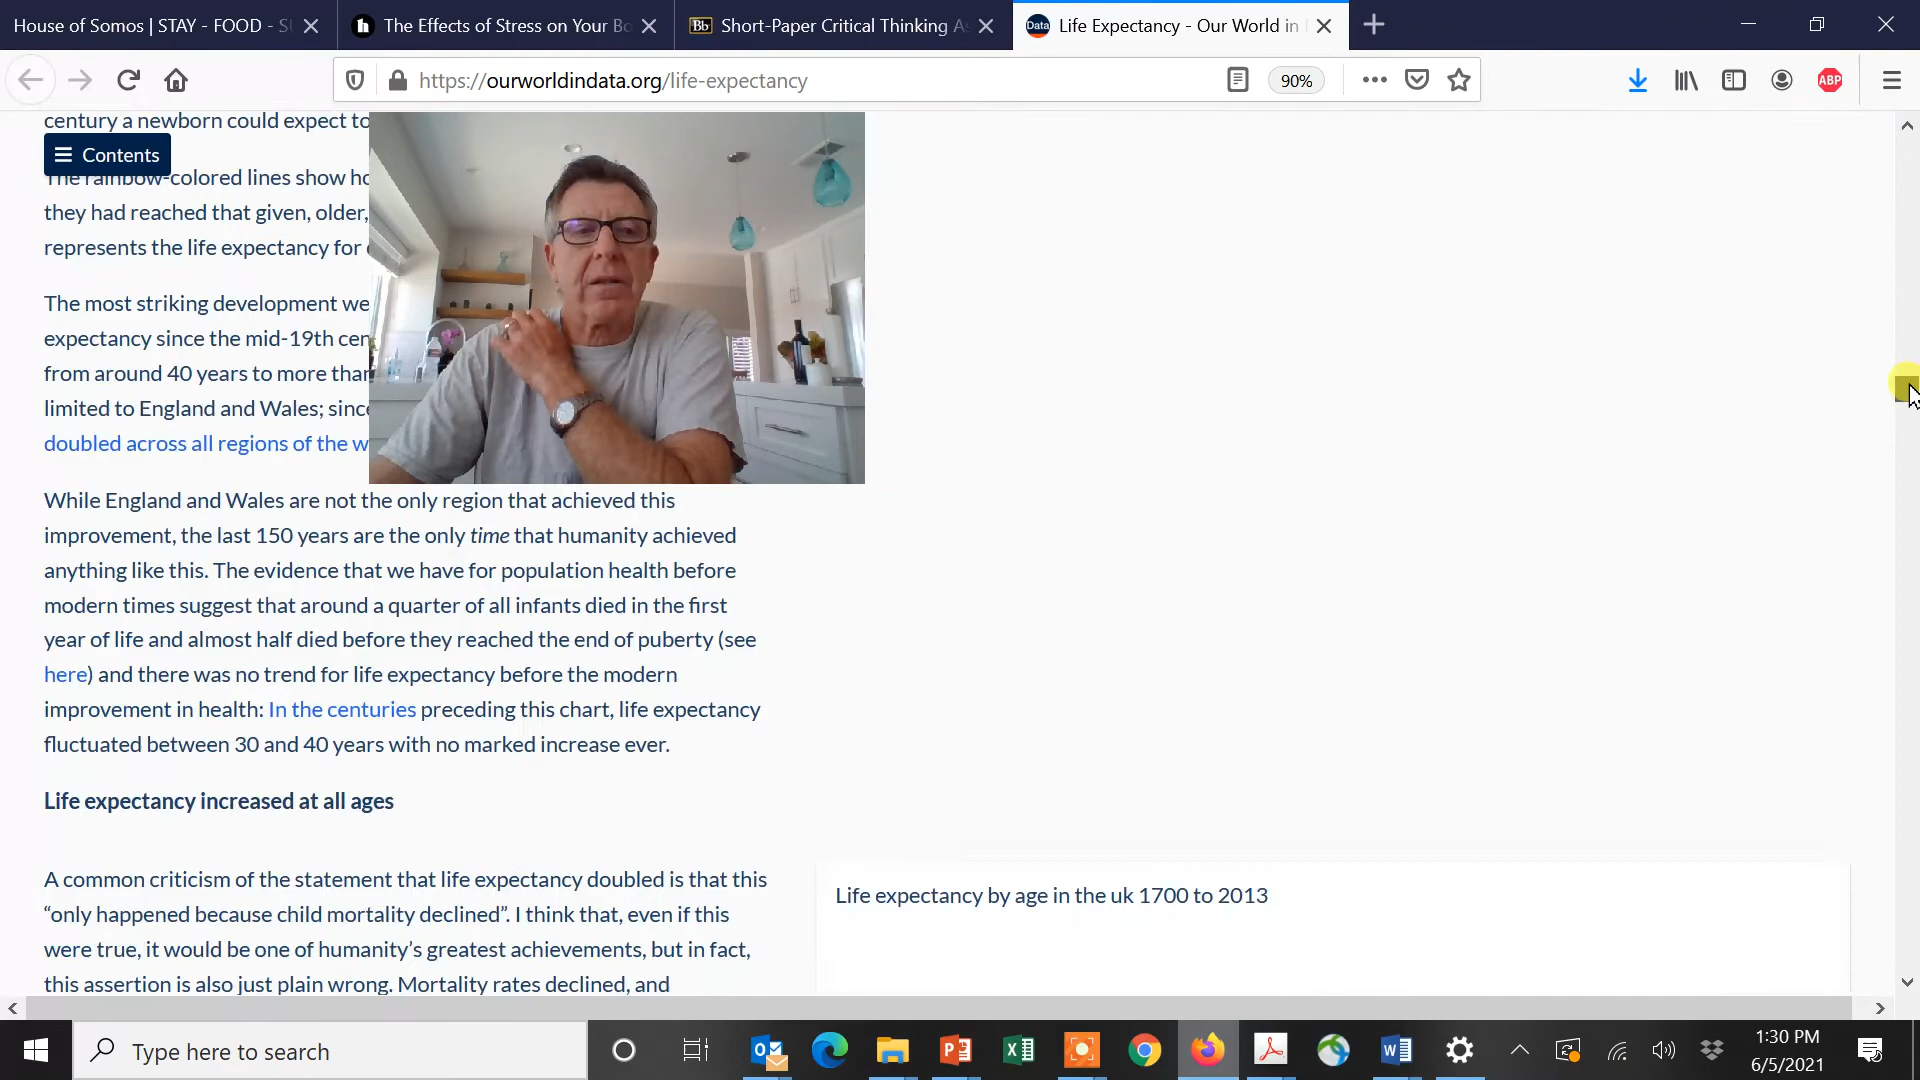 House of Somos | STAY - FOOD - S
The Effects of Stress on Your Bo
Short-Paper Critical Thinking As
Life Expectancy - Our World in
https://ourworldindata.org/life-expectancy
90%
ABP
century a newborn could expect to
Contents
The rainbow-colored lines show ho
they had reached that given, older,
represents the life expectancy for
The most striking development we
expectancy since the mid-19th cen
from around 40 years to more than
limited to England and Wales; since
doubled across all regions of the w
While England and Wales are not the only region that achieved this
improvement, the last 150 years are the only time that humanity achieved
anything like this. The evidence that we have for population health before
modern times suggest that around a quarter of all infants died in the first
year of life and almost half died before they reached the end of puberty (see
here) and there was no trend for life expectancy before the modern
improvement in health: In the centuries preceding this chart, life expectancy
fluctuated between 30 and 40 years with no marked increase ever.
Life expectancy increased at all ages
A common criticism of the statement that life expectancy doubled is that this
“only happened because child mortality declined”. I think that, even if this
were true, it would be one of humanity’s greatest achievements, but in fact,
this assertion is also just plain wrong. Mortality rates declined, and
Life expectancy by age in the uk 1700 to 2013
Type here to search
1:30 PM
6/5/2021